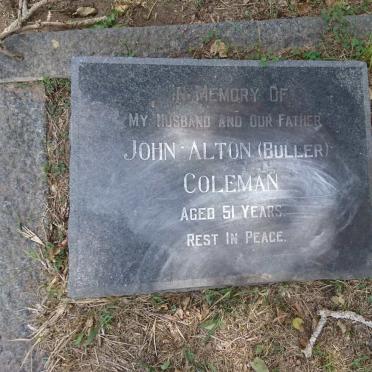 IN MEMORY OF
MY HUSBAND AND OUR FATHER
JOHN ALTON (BULLER)
COLEMAN
AGED 51 YEARS.
REST IN PEACE.